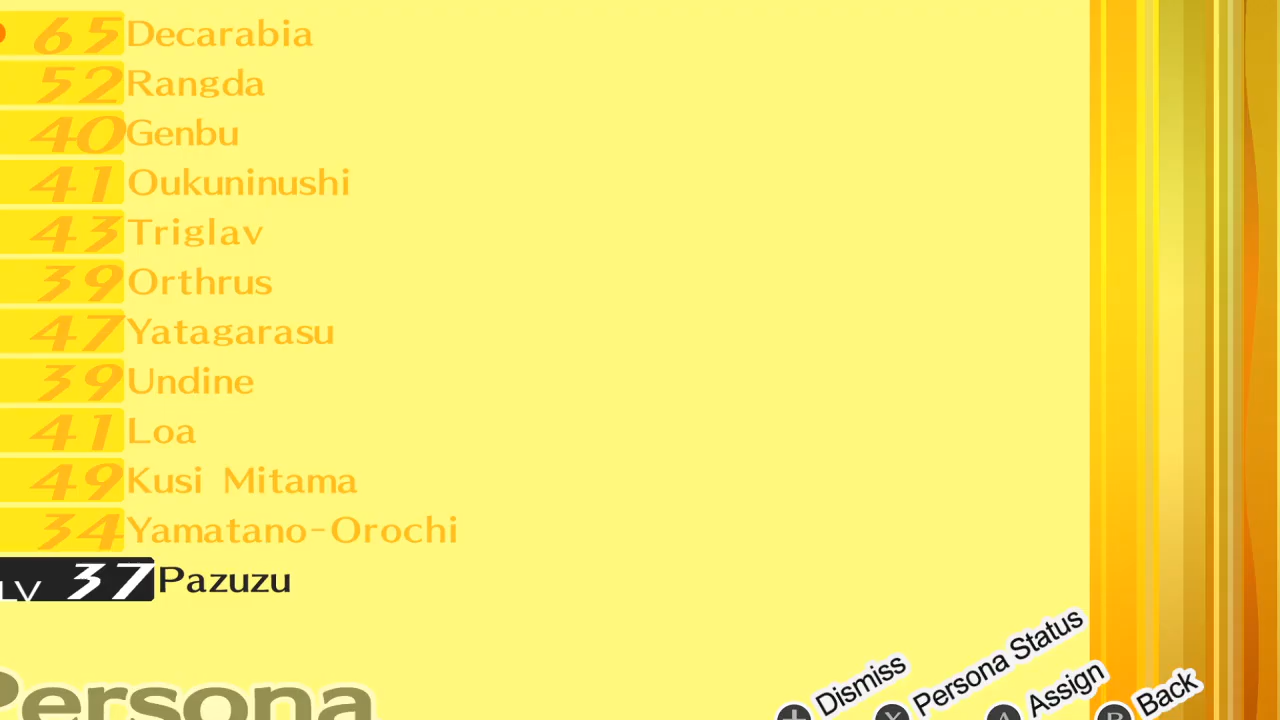 65 Decarabia
52 Rangda
40 Genbu
41 Oukuninushi
43 Triglav
39 Orthrus
47 Yatagarasu
39 Undine
41 Loa
49 Kusi Mitama
34 Yamatano-Orochi
LV 37 Pazuzu
Persona
+ Dismiss
X Persona Status
A Assign
B Back